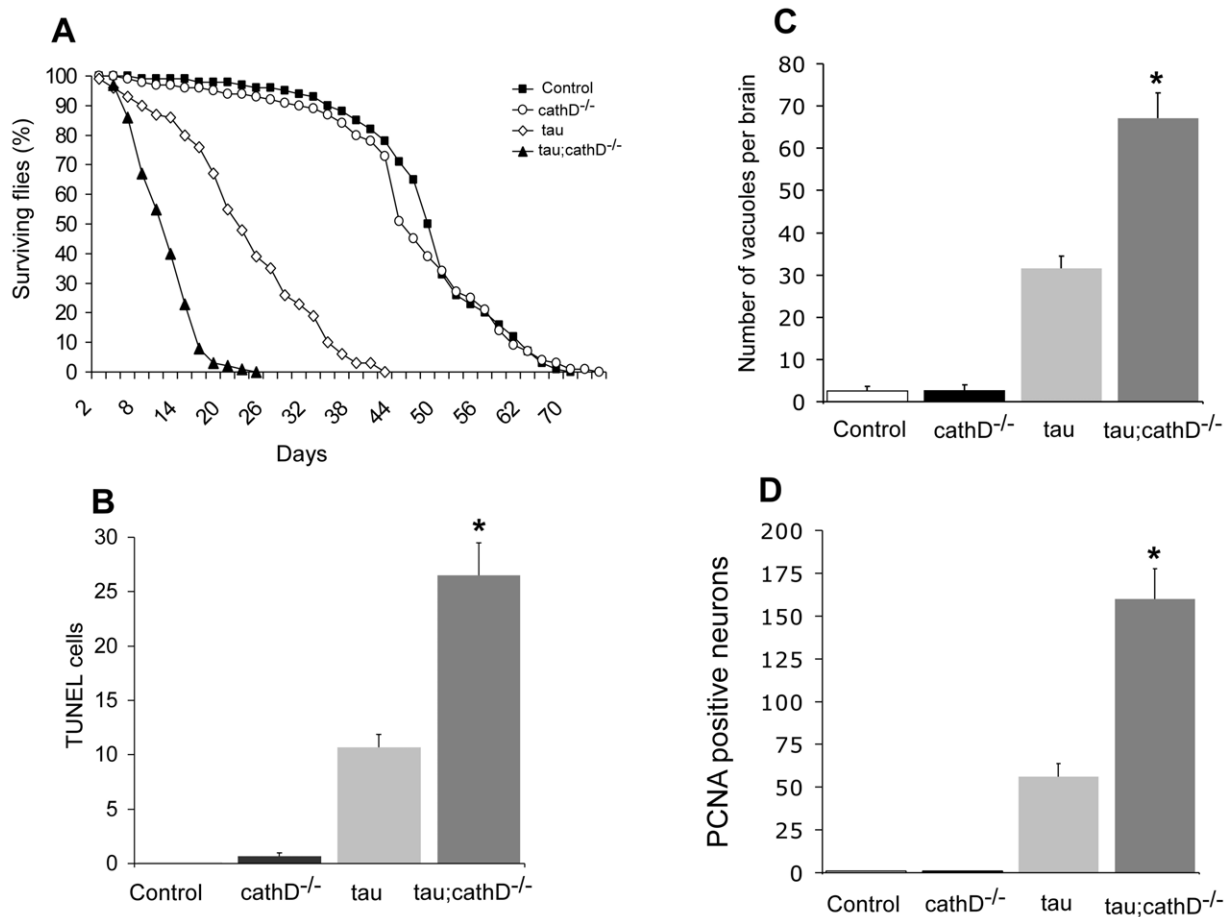 A
Surviving flies (%)
100
90
80
70
60
50
40
30
20
10
0
2
8
14
20
26
32
38
44
50
56
62
70
Days
Control
cathD-/-
tau
tau;cathD-/-
B
TUNEL cells
30
25
20
15
10
5
0
*
Control
cathD-/-
tau
tau;cathD-/-
C
Number of vacuoles per brain
80
70
60
50
40
30
20
10
0
*
Control
cathD-/-
tau
tau;cathD-/-
D
PCNA positive neurons
200
175
150
125
100
75
50
25
0
*
Control
cathD-/-
tau
tau;cathD-/-